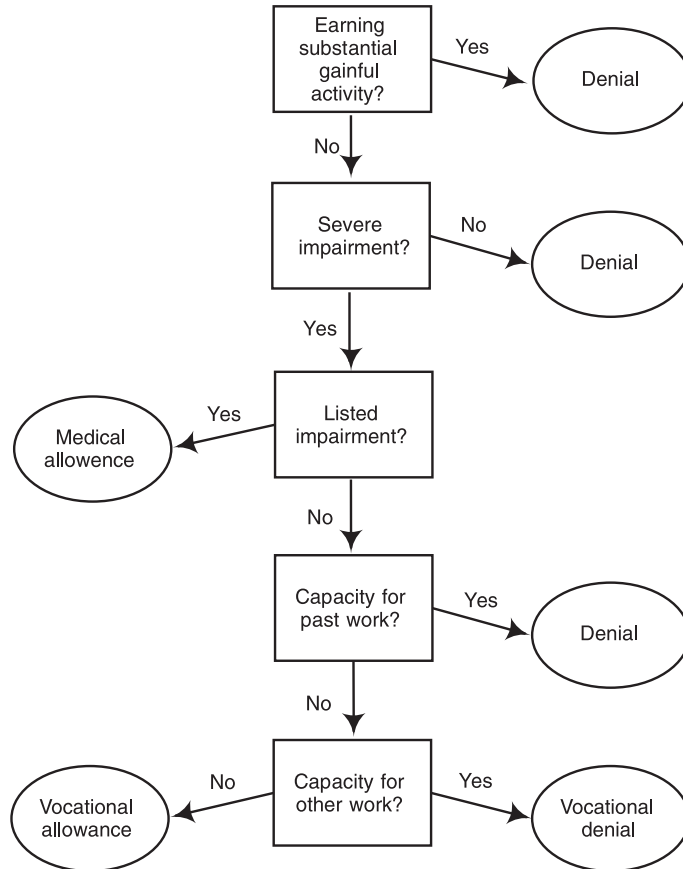 Earning
substantial
gainful
activity?
Yes
Denial
No
Severe
impairment?
No
Denial
Yes
Listed
impairment?
Yes
Medical
allowence
No
Capacity for
past work?
Yes
Denial
No
Capacity for
other work?
No
Vocational
allowance
Yes
Vocational
denial